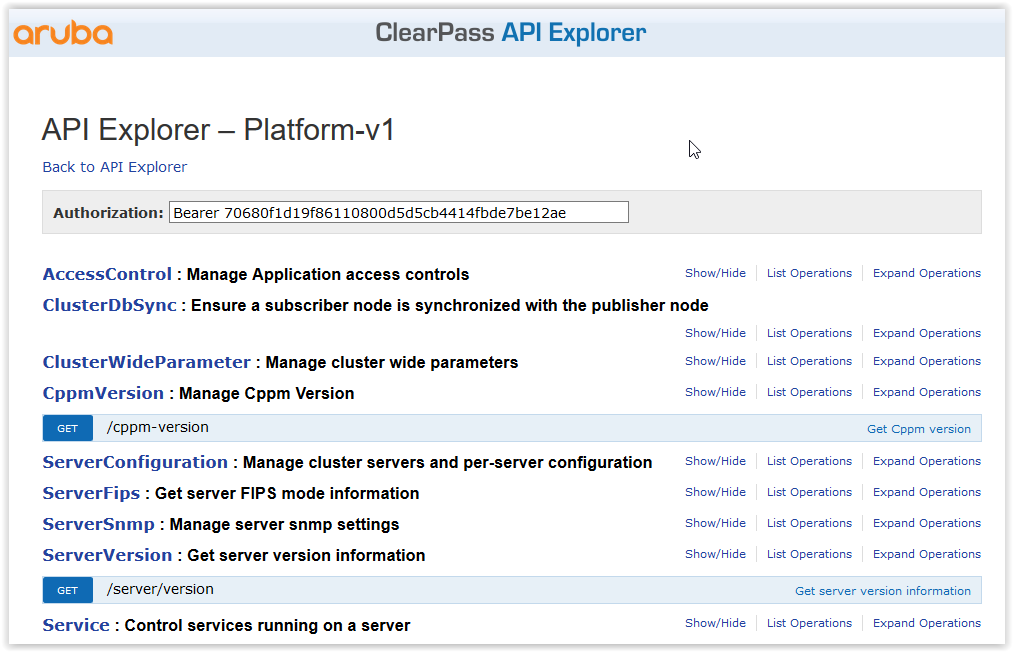 aruba
ClearPass API Explorer
API Explorer – Platform-v1
Back to API Explorer
Authorization: Bearer 70680f1d19f86110800d5d5cb4414fbde7be12ae
AccessControl : Manage Application access controls Show/Hide List Operations Expand Operations
ClusterDbSync : Ensure a subscriber node is synchronized with the publisher node
Show/Hide List Operations Expand Operations
ClusterWideParameter : Manage cluster wide parameters Show/Hide List Operations Expand Operations
CppmVersion : Manage Cppm Version Show/Hide List Operations Expand Operations
GET /cppm-version Get Cppm version
ServerConfiguration : Manage cluster servers and per-server configuration Show/Hide List Operations Expand Operations
ServerFips : Get server FIPS mode information Show/Hide List Operations Expand Operations
ServerSnmp : Manage server snmp settings Show/Hide List Operations Expand Operations
ServerVersion : Get server version information Show/Hide List Operations Expand Operations
GET /server/version Get server version information
Service : Control services running on a server Show/Hide List Operations Expand Operations